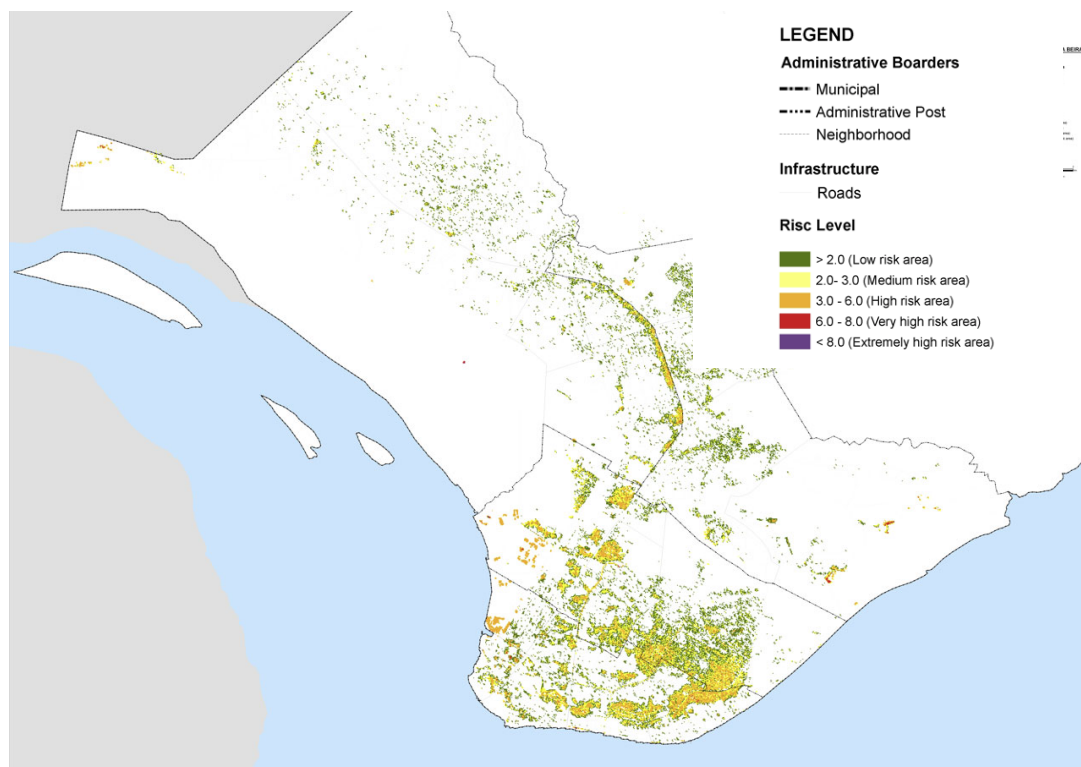 LEGEND
Administrative Boarders
Municipal
Administrative Post
Neighborhood
Infrastructure
Roads
Risc Level
> 2.0 (Low risk area)
2.0- 3.0 (Medium risk area)
3.0 - 6.0 (High risk area)
6.0 - 8.0 (Very high risk area)
< 8.0 (Extremely high risk area)